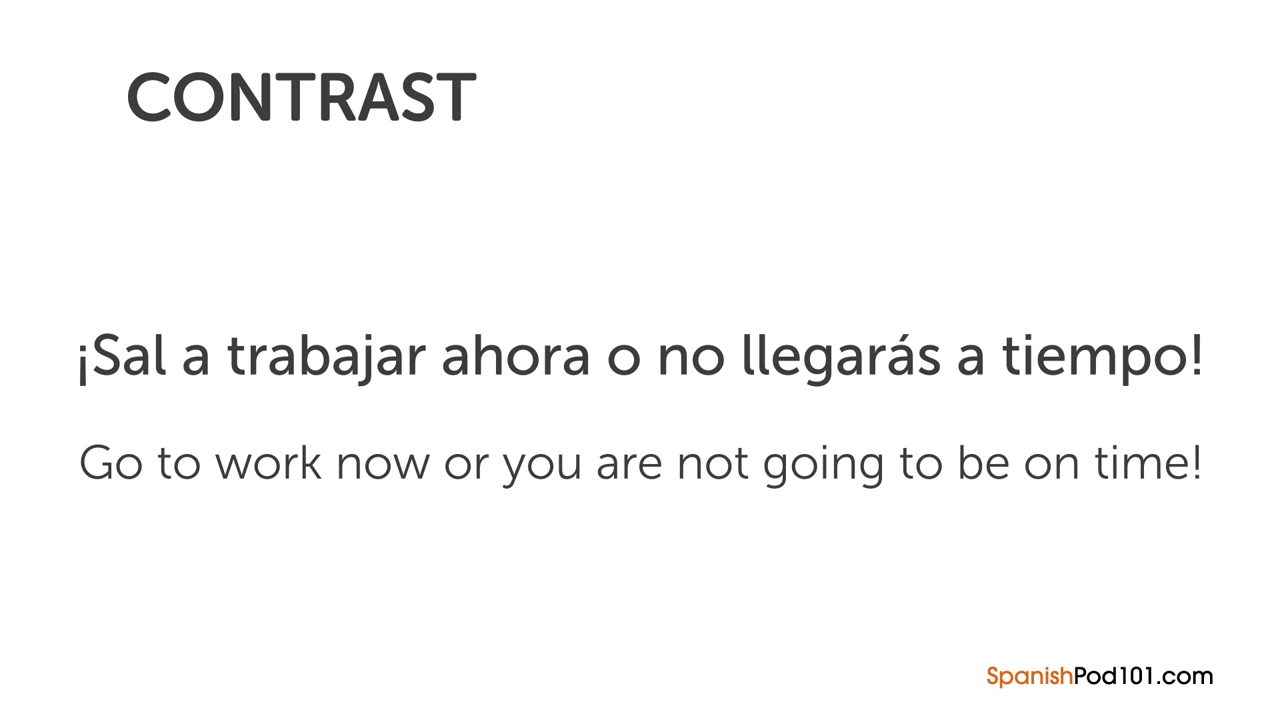 CONTRAST
¡Sal a trabajar ahora o no llegarás a tiempo!
Go to work now or you are not going to be on time!
SpanishPod101.com